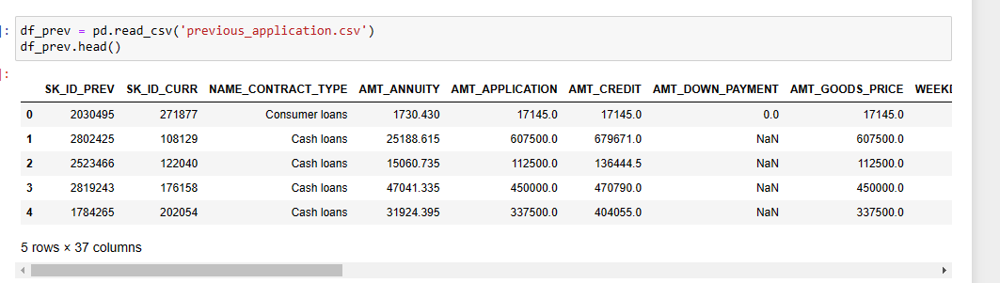 ]: df_prev = pd.read_csv('previous_application.csv')
df_prev.head()
]:
SK_ID_PREV SK_ID_CURR NAME_CONTRACT_TYPE AMT_ANNUITY AMT_APPLICATION AMT_CREDIT AMT_DOWN_PAYMENT AMT_GOODS_PRICE
0 2030495 271877 Consumer loans 1730.430 17145.0 17145.0 0.0 17145.0
1 2802425 108129 Cash loans 25188.615 607500.0 679671.0 NaN 607500.0
2 2523466 122040 Cash loans 15060.735 112500.0 136444.5 NaN 112500.0
3 2819243 176158 Cash loans 47041.335 450000.0 470790.0 NaN 450000.0
4 1784265 202054 Cash loans 31924.395 337500.0 404055.0 NaN 337500.0
5 rows × 37 columns